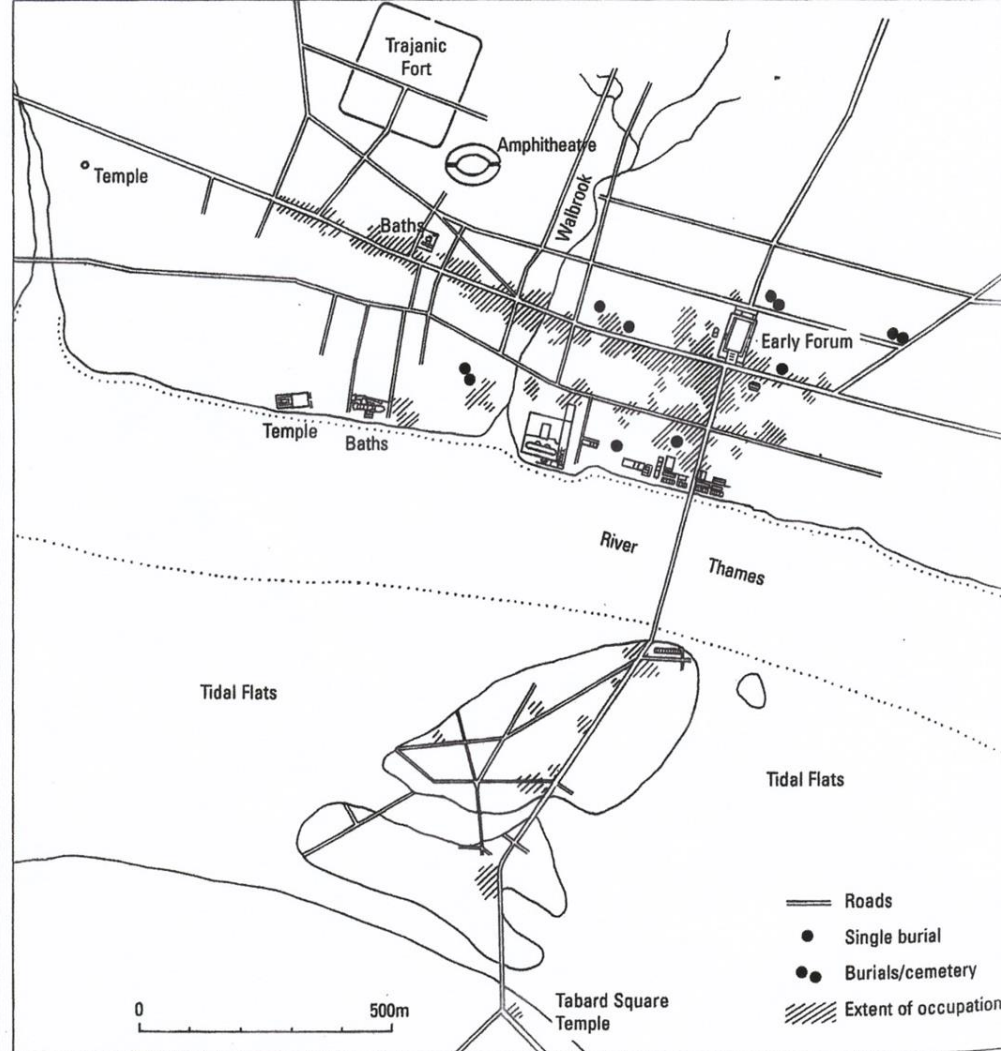 Trajanic
Fort
Amphitheatre
Temple
Walbrook
Baths
Early Forum
Temple
Baths
River
Thames
Tidal Flats
Tidal Flats
Roads
Single burial
Burials/cemetery
Extent of occupation
0 500m
Tabard Square
Temple